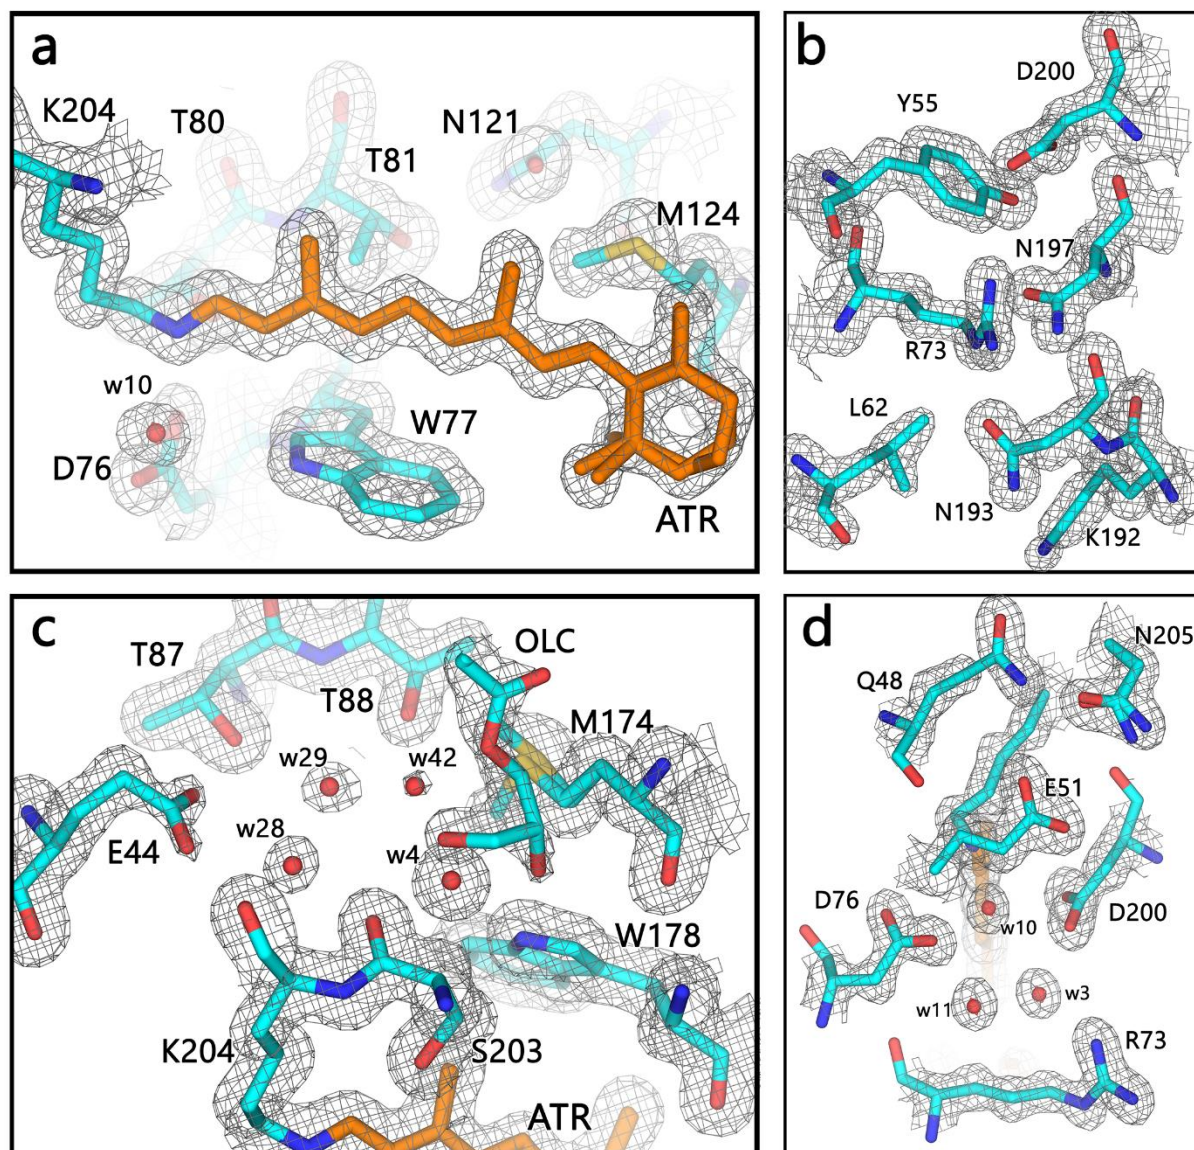 a
K204
T80
T81
N121
M124
w10
D76
W77
ATR
b
D200
Y55
N197
R73
L62
N193
K192
c
T87
OLC
T88
M174
w29
w42
E44
w28
w4
W178
K204
S203
ATR
d
N205
Q48
E51
D76
w10
D200
w11
w3
R73